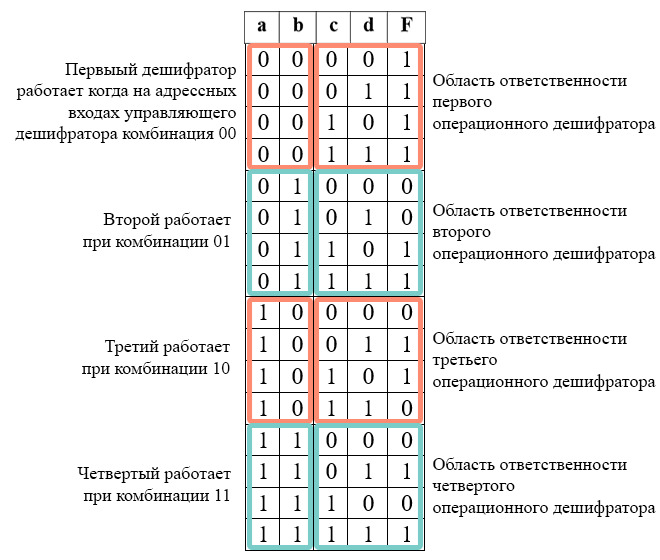 a b c d F
Первыый дешифратор
работает когда на адрессных
входах управляющего
дешифратора комбинация 00
0 0 0 0 1
0 0 0 1 1
0 0 1 0 1
0 0 1 1 1
Область ответственности
первого
операционного дешифратора
Второй работает
при комбинации 01
0 1 0 0 0
0 1 0 1 0
0 1 1 0 1
0 1 1 1 1
Область ответственности
второго
операционного дешифратора
Третий работает
при комбинации 10
1 0 0 0 0
1 0 0 1 1
1 0 1 0 1
1 0 1 1 0
Область ответственности
третьего
операционного дешифратора
Четвертый работает
при комбинации 11
1 1 0 0 0
1 1 0 1 1
1 1 1 0 0
1 1 1 1 1
Область ответственности
четвертого
операционного дешифратора